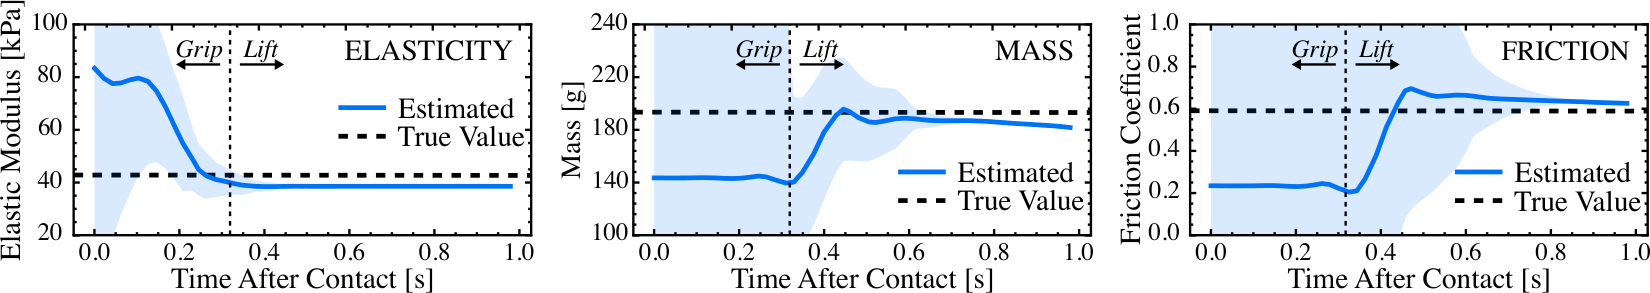 Elastic Modulus [kPa]
100
80
60
40
20
Grip
Lift
ELASTICITY
Estimated
True Value
0.0
0.2
0.4
0.6
0.8
1.0
Time After Contact [s]
Mass [g]
240
220
180
140
100
Grip
Lift
MASS
Estimated
True Value
0.0
0.2
0.4
0.6
0.8
1.0
Time After Contact [s]
Friction Coefficient
1.0
0.8
0.6
0.4
0.2
0.0
Grip
Lift
FRICTION
Estimated
True Value
0.0
0.2
0.4
0.6
0.8
1.0
Time After Contact [s]